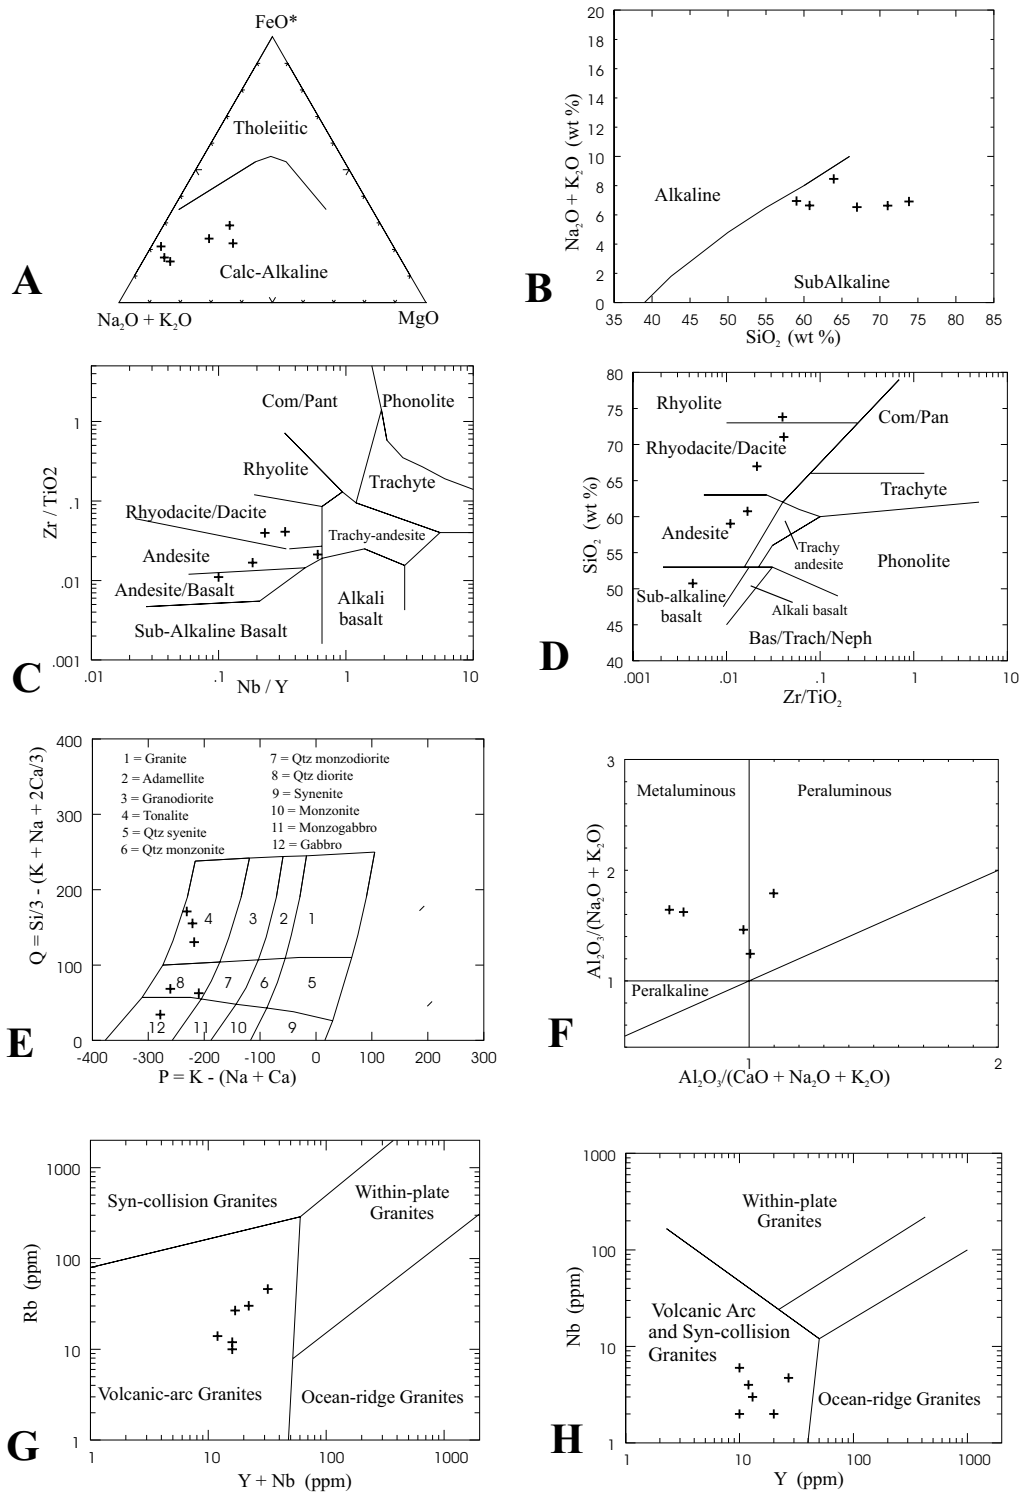 FeO*
Tholeiitic
Calc-Alkaline
A
Na₂O + K₂O
MgO
20
18
16
14
12
10
8
6
4
2
0
Na₂O + K₂O (wt %)
Alkaline
SubAlkaline
B
35
40
45
50
55
60
65
70
75
80
85
SiO₂ (wt %)
1
.1
.01
.001
Zr / TiO2
Com/Pant
Phonolite
Rhyolite
Trachyte
Rhyodacite/Dacite
Trachy-andesite
Andesite
Andesite/Basalt
Alkali
basalt
Sub-Alkaline Basalt
C
.01
.1
1
10
Nb / Y
80
75
70
65
60
55
50
45
40
SiO₂ (wt %)
Rhyolite
Com/Pan
Rhyodacite/Dacite
Trachyte
Andesite
Trachy
andesite
Phonolite
Sub-alkaline
basalt
Alkali basalt
Bas/Trach/Neph
D
.001
.01
.1
1
10
Zr/TiO₂
400
300
200
100
0
Q = Si/3 - (K + Na + 2Ca/3)
1 = Granite
2 = Adamellite
3 = Granodiorite
4 = Tonalite
5 = Qtz syenite
6 = Qtz monzonite
7 = Qtz monzodiorite
8 = Qtz diorite
9 = Synenite
10 = Monzonite
11 = Monzogabbro
12 = Gabbro
4
3
2
1
8
7
6
5
12
11
10
9
E
-400
-300
-200
-100
0
100
200
300
P = K - (Na + Ca)
3
2
1
Al₂O₃/(Na₂O + K₂O)
Metaluminous
Peraluminous
Peralkaline
F
1
2
Al₂O₃/(CaO + Na₂O + K₂O)
1000
100
10
1
Rb (ppm)
Syn-collision Granites
Within-plate
Granites
Volcanic-arc Granites
Ocean-ridge Granites
G
1
10
100
1000
Y + Nb (ppm)
1000
100
10
1
Nb (ppm)
Within-plate
Granites
Volcanic Arc
and Syn-collision
Granites
Ocean-ridge Granites
H
1
10
100
1000
Y (ppm)